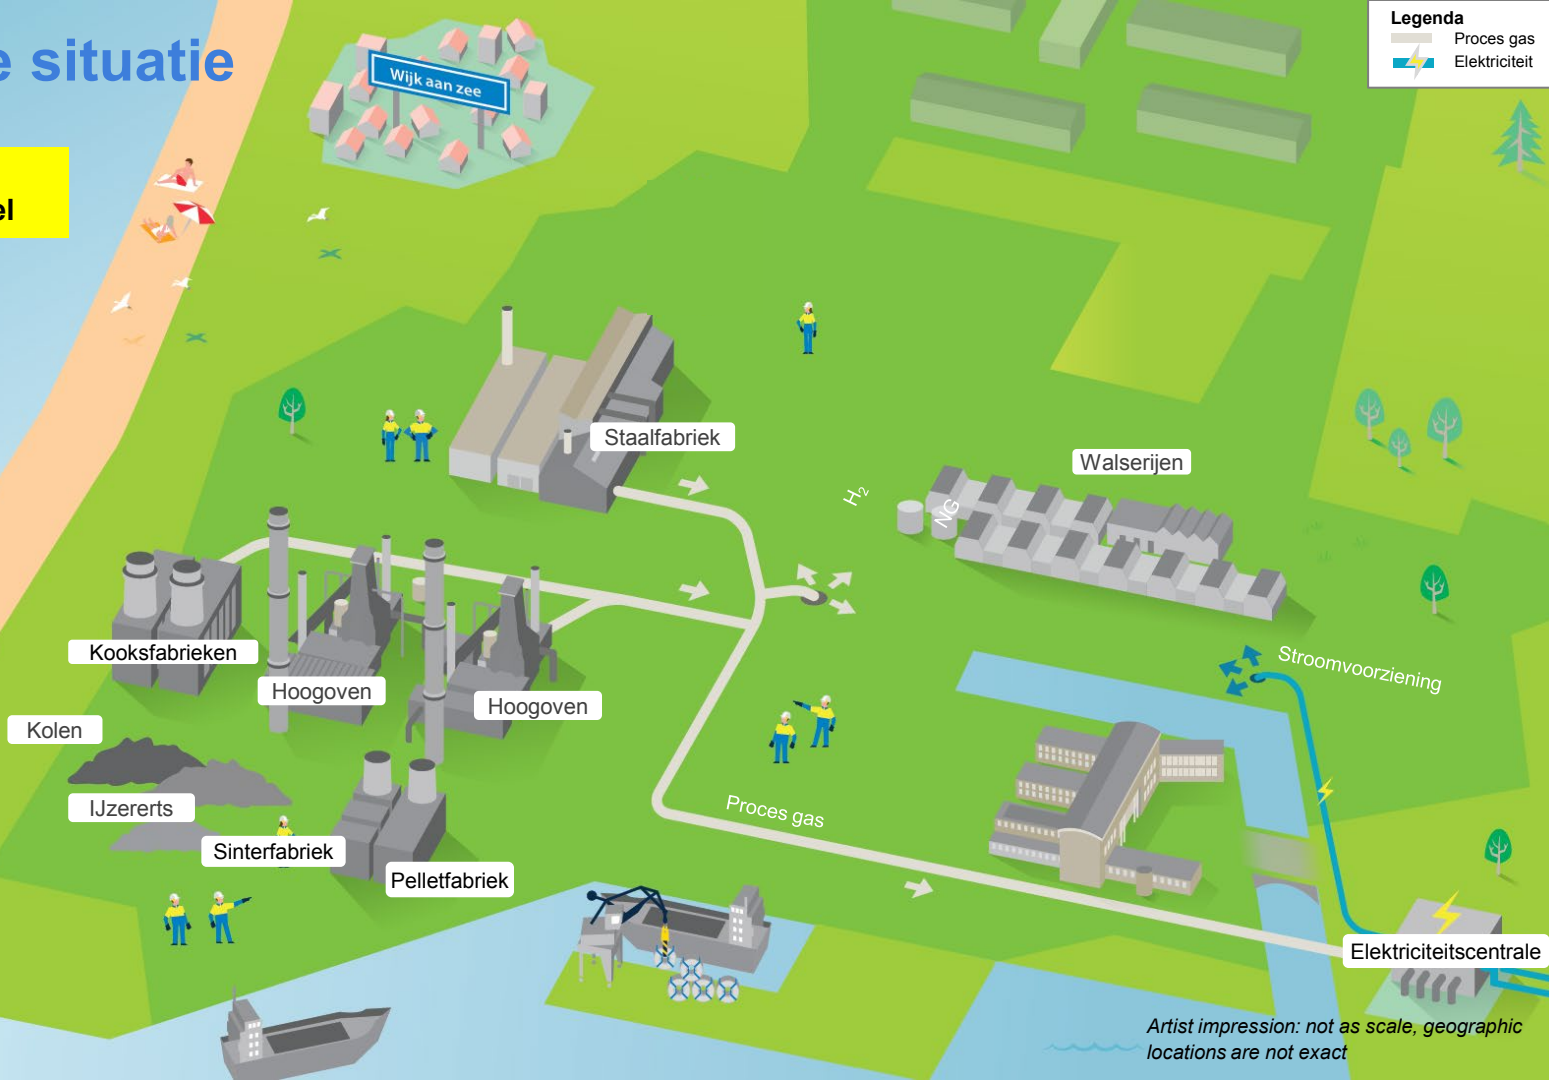 e situatie
el
Wijk aan zee
Legenda
Proces gas
Elektriciteit
Staalfabriek
Walserijen
H₂
NG
Kooksfabrieken
Hoogoven
Hoogoven
Stroomvoorziening
Kolen
IJzererts
Sinterfabriek
Pelletfabriek
Proces gas
Elektriciteitscentrale
Artist impression: not as scale, geographic
locations are not exact